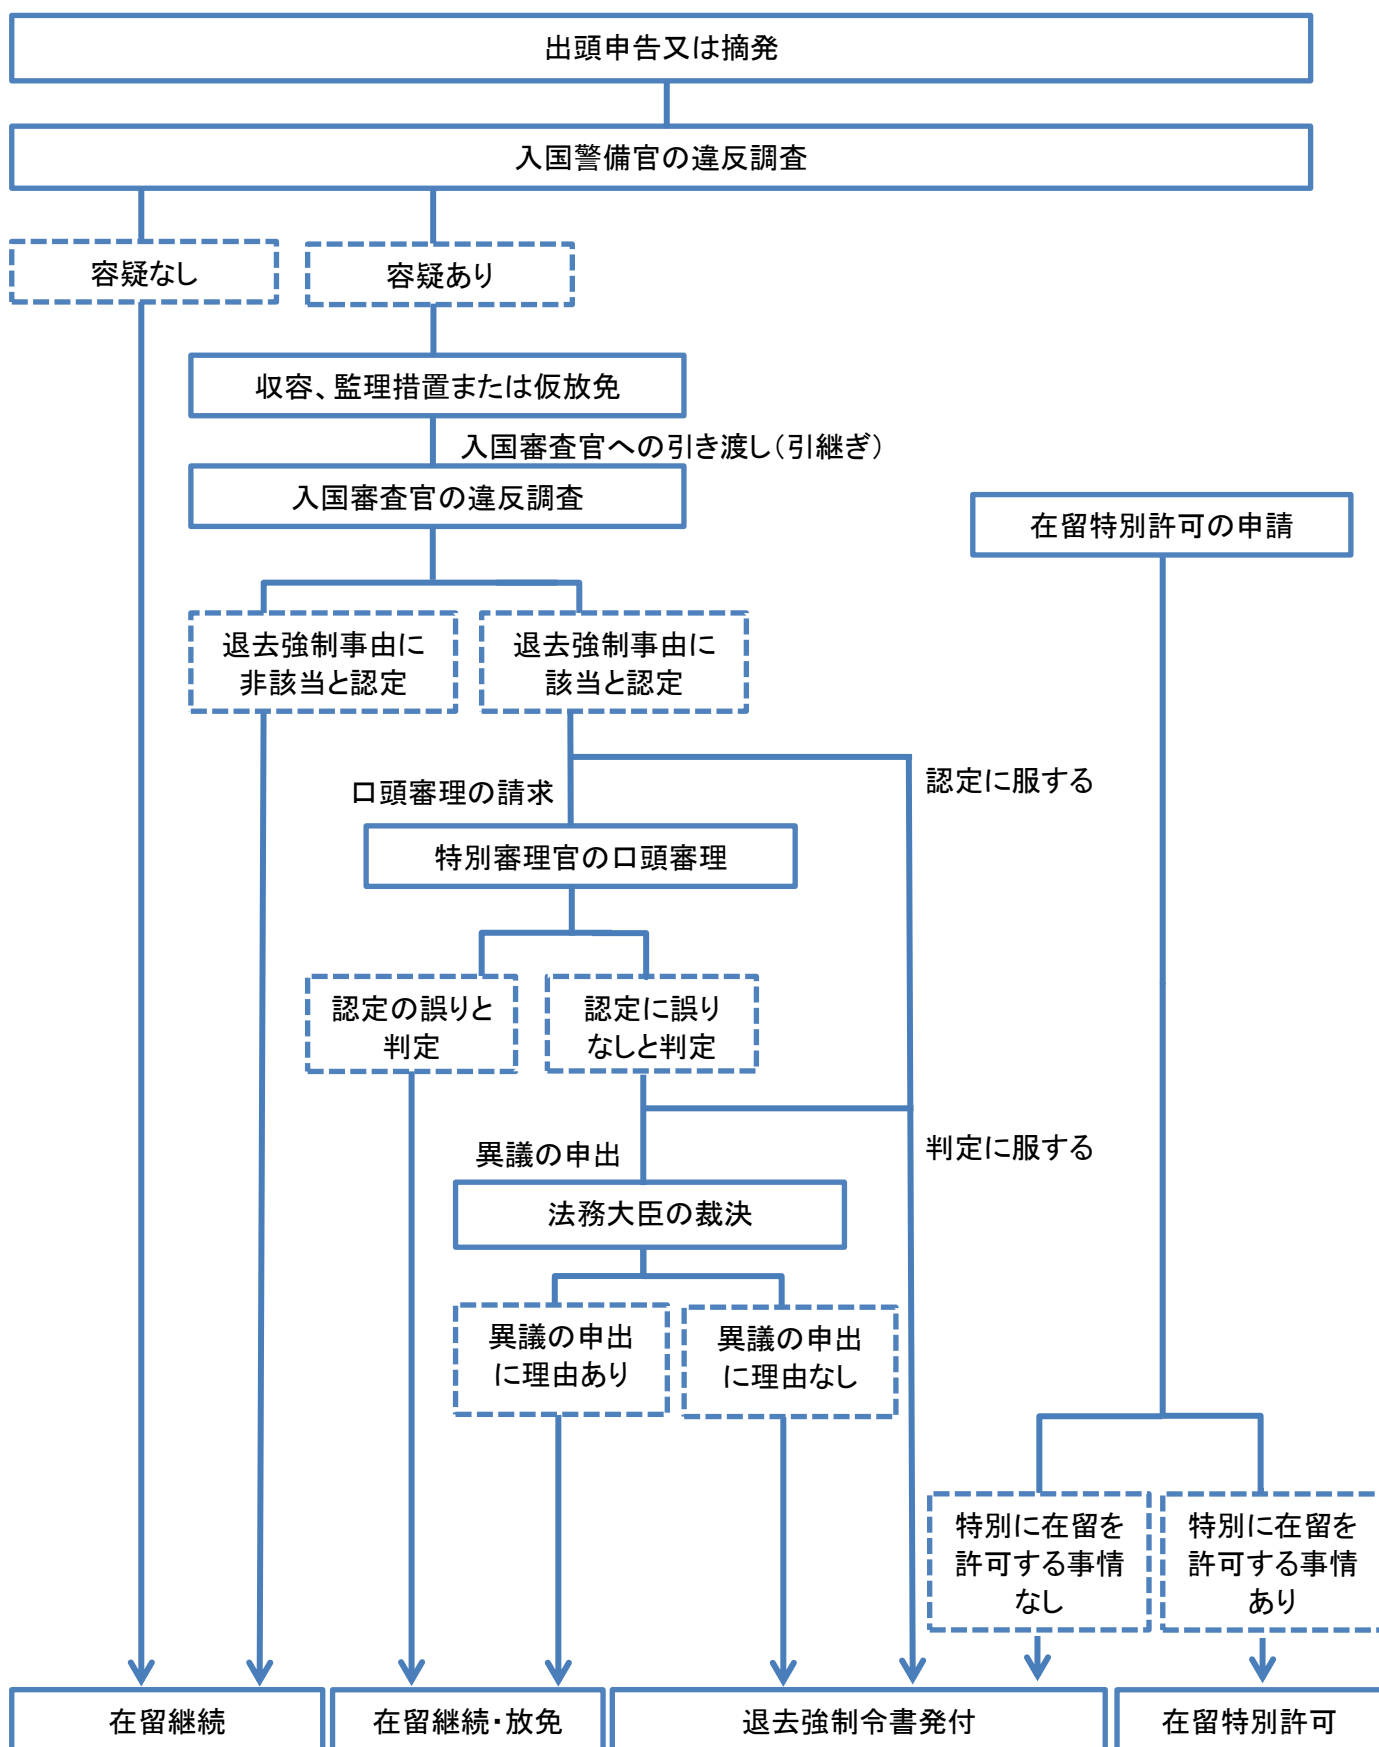 出頭申告又は摘発
入国警備官の違反調査
容疑なし
容疑あり
収容、監理措置または仮放免
入国審査官への引き渡し(引継ぎ)
入国審査官の違反調査
在留特別許可の申請
退去強制事由に
非該当と認定
退去強制事由に
該当と認定
認定に服する
口頭審理の請求
特別審理官の口頭審理
認定の誤りと
判定
認定に誤り
なしと判定
異議の申出
判定に服する
法務大臣の裁決
異議の申出
に理由あり
異議の申出
に理由なし
特別に在留を
許可する事情
なし
特別に在留を
許可する事情
あり
在留継続
在留継続・放免
退去強制令書発付
在留特別許可